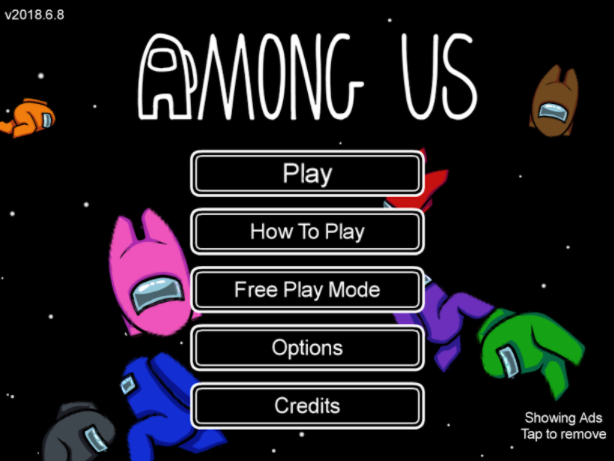 v2018.6.8
AMONG US
Play
How To Play
Free Play Mode
Options
Credits
Showing Ads
Tap to remove